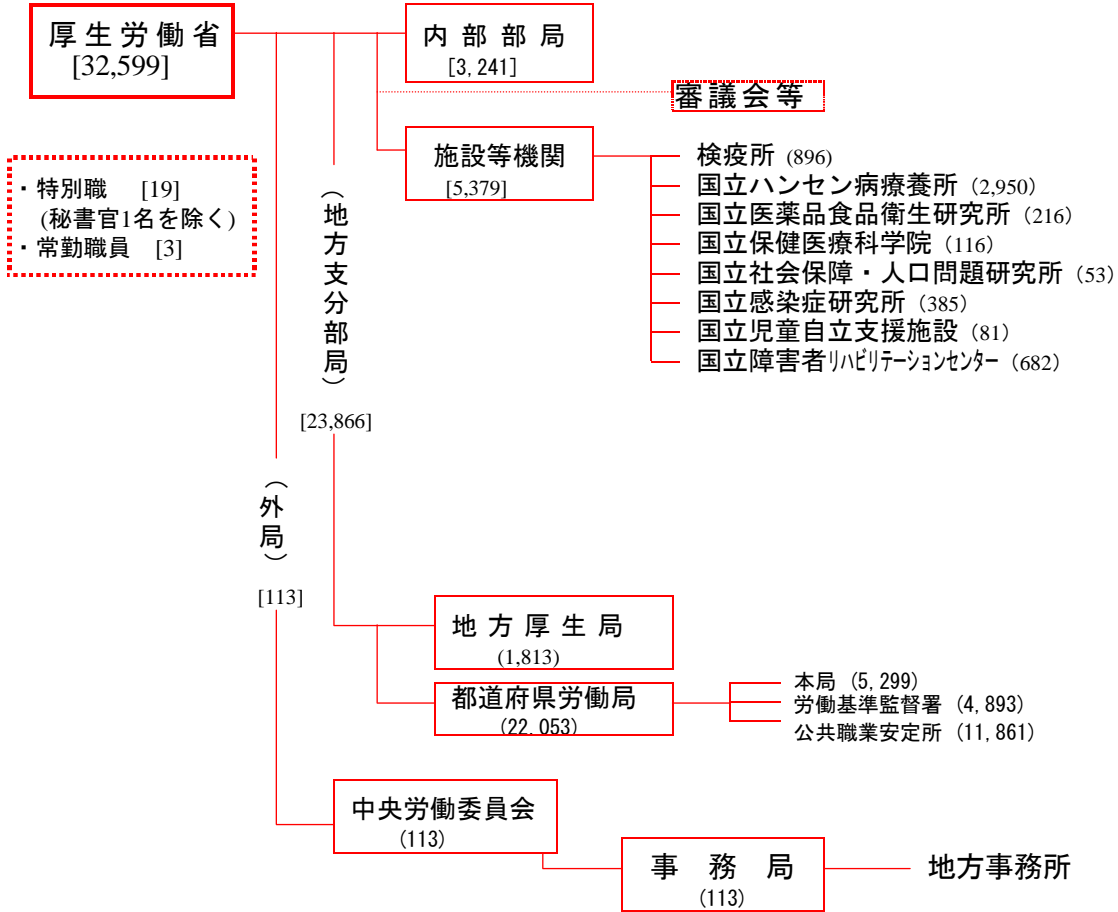 厚生労働省
[32,599]
内部部局
[3,241]
審議会等
施設等機関
[5,379]
検疫所 (896)
国立ハンセン病療養所 (2,950)
国立医薬品食品衛生研究所 (216)
国立保健医療科学院 (116)
国立社会保障・人口問題研究所 (53)
国立感染症研究所 (385)
国立児童自立支援施設 (81)
国立障害者ﾘﾊﾋﾞﾘﾃｰｼｮﾝｾﾝﾀｰ (682)
・特別職 [19]
(秘書官1名を除く)
・常勤職員 [3]
（地方支分部局）
[23,866]
（外局）
[113]
地方厚生局
(1,813)
都道府県労働局
(22,053)
本局 (5,299)
労働基準監督署 (4,893)
公共職業安定所 (11,861)
中央労働委員会
(113)
事務局
(113)
地方事務所